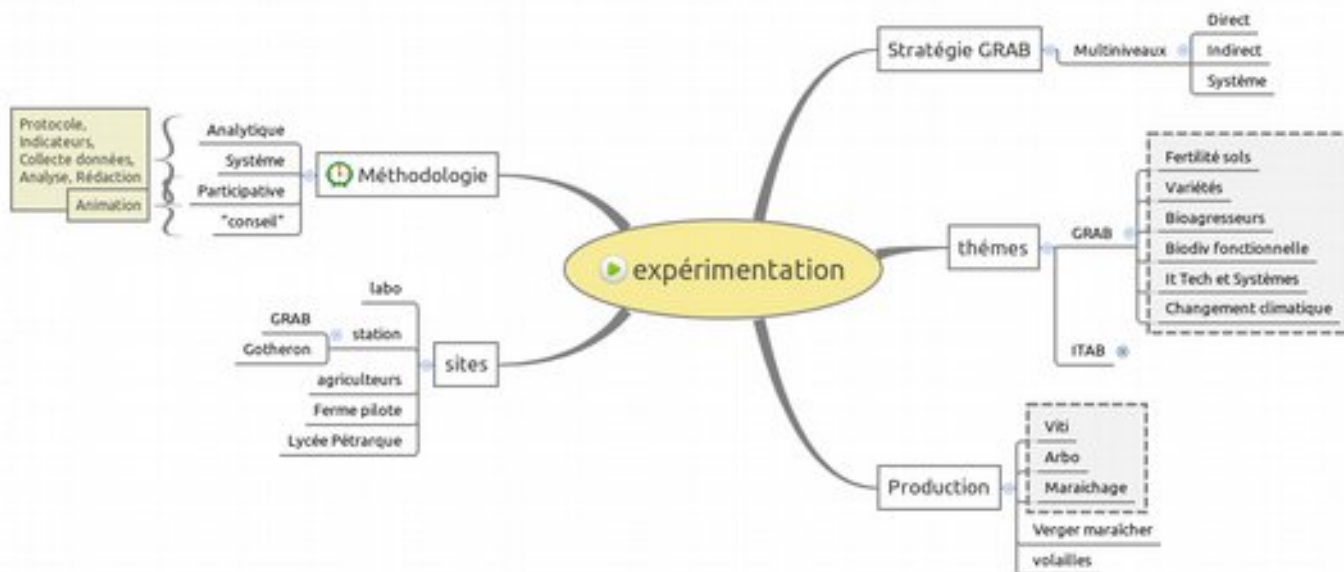 expérimentation
Stratégie GRAB
Multiniveaux
Direct
Indirect
Système
thémes
GRAB
Fertilité sols
Variétés
Bioagresseurs
Biodiv fonctionnelle
It Tech et Systèmes
Changement climatique
ITAB
Production
Viti
Arbo
Maraichage
Verger maraîcher
volailles
Méthodologie
Analytique
Système
Participative
"conseil"
Protocole,
Indicateurs,
Collecte données,
Analyse, Rédaction
Animation
sites
labo
station
GRAB
Gotheron
agriculteurs
Ferme pilote
Lycée Pétrarque